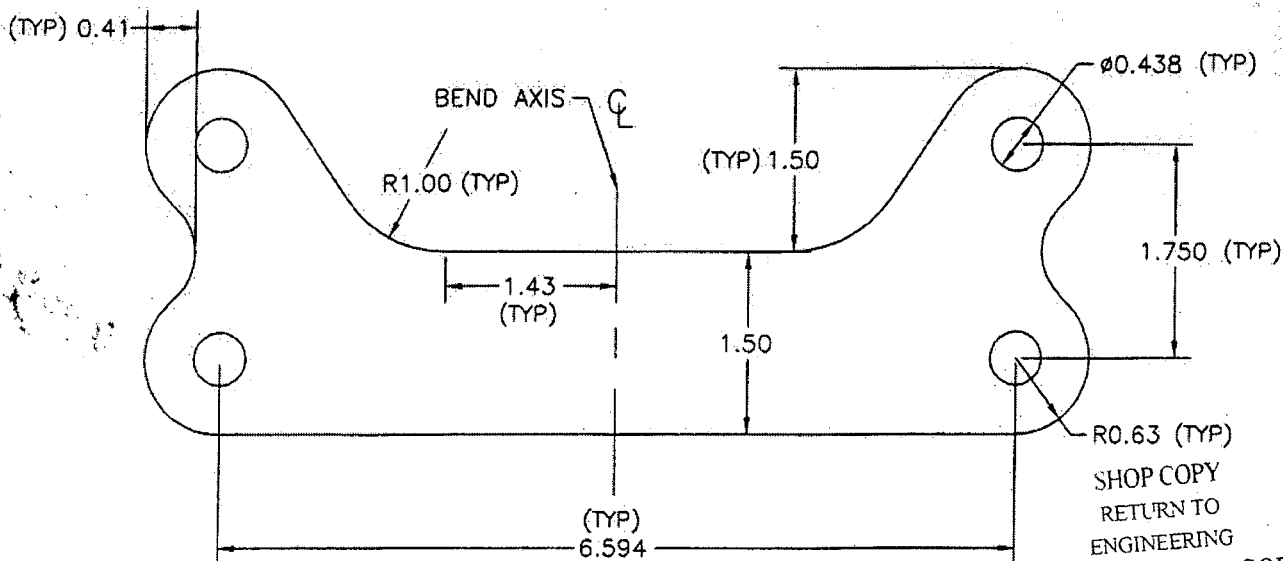 (TYP) 0.41
BEND AXIS
℄
ø0.438 (TYP)
(TYP) 1.50
R1.00 (TYP)
1.750 (TYP)
1.43
(TYP)
1.50
R0.63 (TYP)
SHOP COPY
RETURN TO
ENGINEERING
(TYP)
6.594